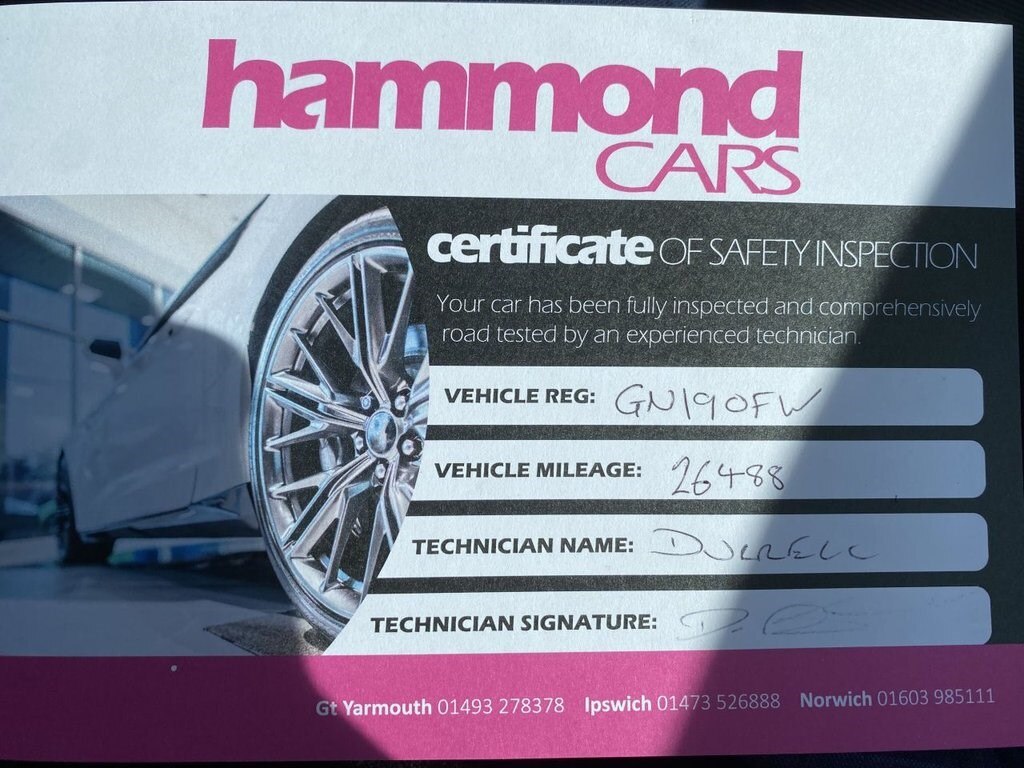 hammond
CARS
certificate OF SAFETY INSPECTION
Your car has been fully inspected and comprehensively
road tested by an experienced technician.
VEHICLE REG: GN19OFW
VEHICLE MILEAGE: 26488
TECHNICIAN NAME: DURRELL
TECHNICIAN SIGNATURE: D.
Gt Yarmouth 01493 278378 Ipswich 01473 526888 Norwich 01603 985111